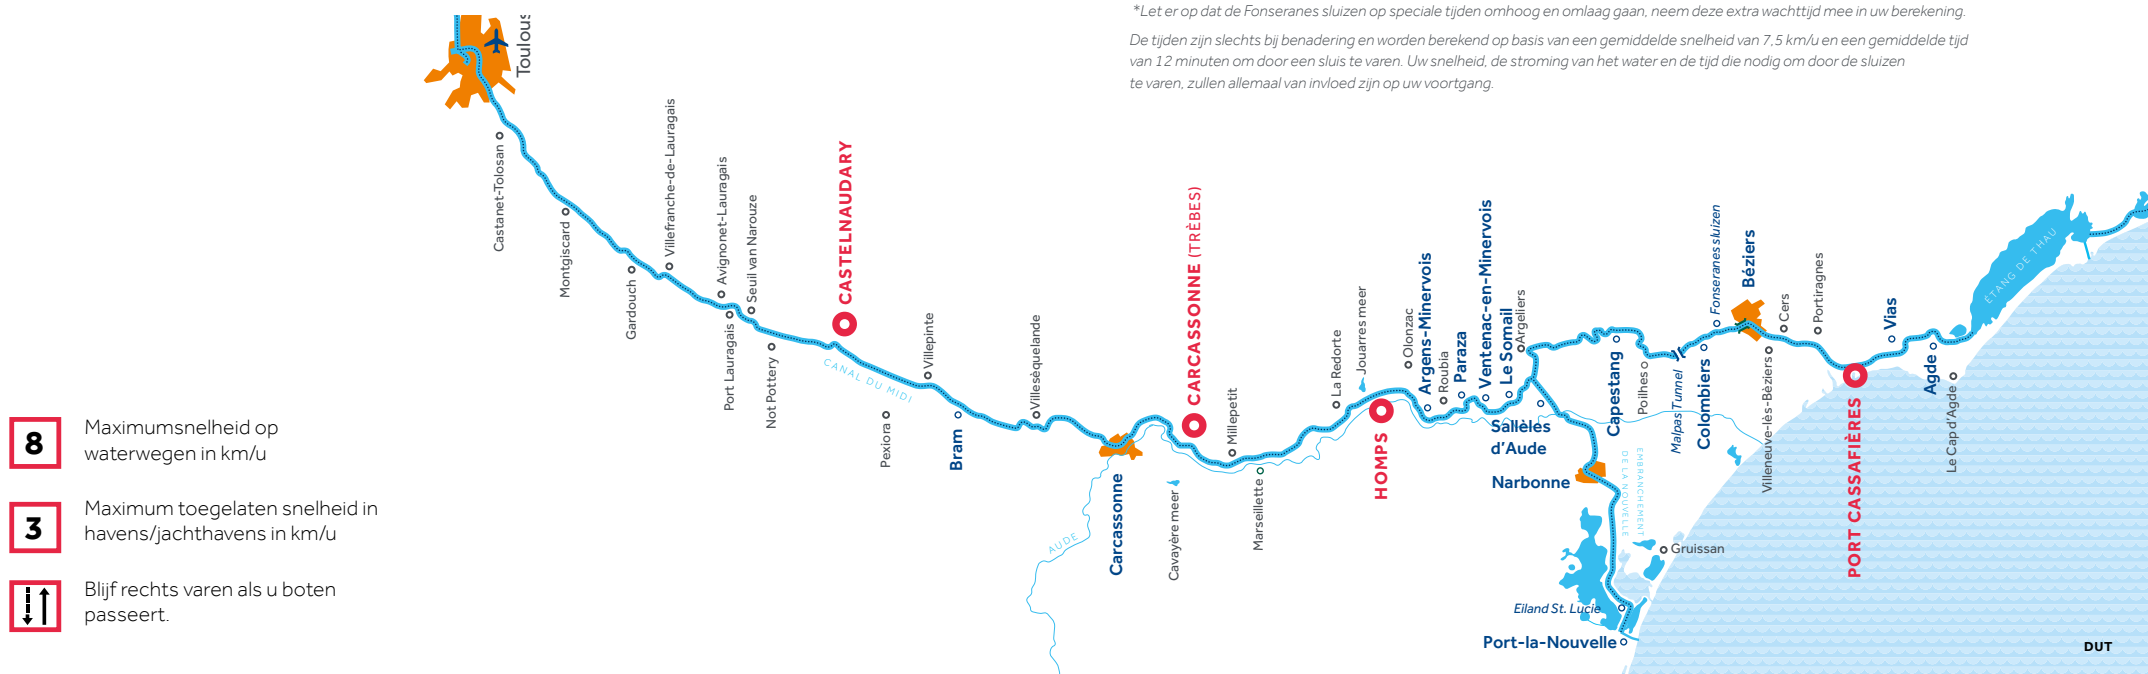 *Let er op dat de Fonseranes sluizen op speciale tijden omhoog en omlaag gaan, neem deze extra wachttijd mee in uw berekening.
De tijden zijn slechts bij benadering en worden berekend op basis van een gemiddelde snelheid van 7,5 km/u en een gemiddelde tijd
van 12 minuten om door een sluis te varen. Uw snelheid, de stroming van het water en de tijd die nodig om door de sluizen
te varen, zullen allemaal van invloed zijn op uw voortgang.
Toulous
Castanet-Tolosan
Montgiscard
Gardouch
Villefranche-de-Lauragais
Avignonet-Lauragais
Port Lauragais
Seuil van Narouze
Not Pottery
CASTELNAUDARY
CANAL DU MIDI
Pexiora
Villepinte
Bram
Villesèquelande
Carcassonne
AUDE
Cavayère meer
CARCASSONNE (TRÈBES)
Millepetit
Marseillette
La Redorte
Jouarres meer
HOMPS
Olonzac
Argens-Minervois
Roubia
Paraza
Ventenac-en-Minervois
Le Somail
Argeliers
Sallèles
d'Aude
Narbonne
EMBRANCHEMENT
DE LA NOUVELLE
Gruissan
Eiland St. Lucie
Port-la-Nouvelle
Capestang
Poilhes
Malpas Tunnel
Colombiers
Fonseranes sluizen
Béziers
Villeneuve-lès-Béziers
Cers
Portiragnes
PORT CASSAFIÈRES
Vias
Agde
Le Cap d'Agde
ÉTANG DE THAU
8
Maximumsnelheid op
waterwegen in km/u
3
Maximum toegelaten snelheid in
havens/jachthavens in km/u
Blijf rechts varen als u boten
passeert.
DUT